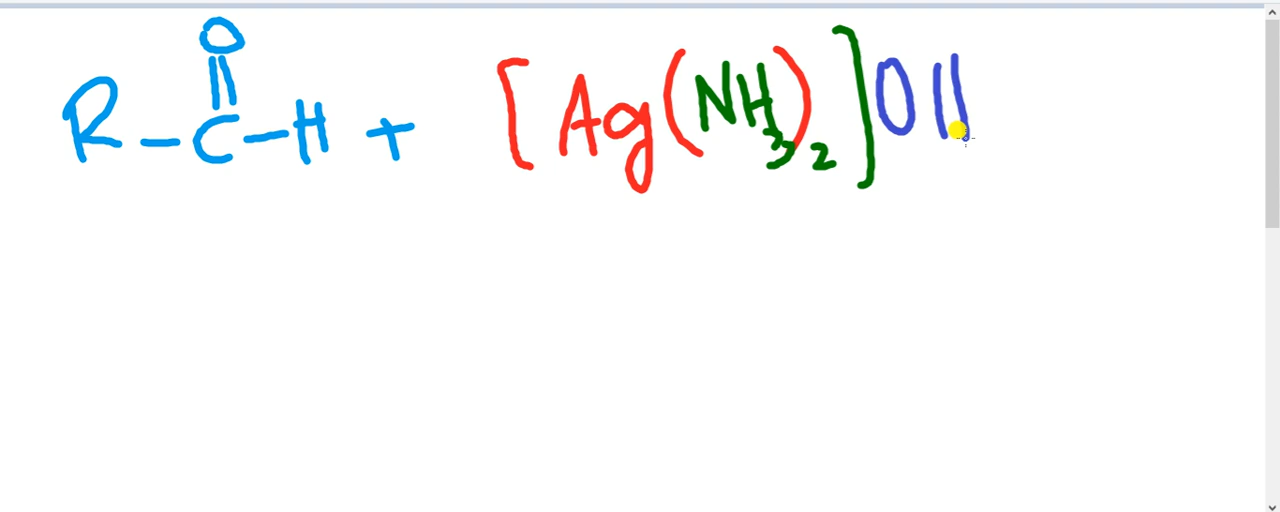 O
R-C-H + [Ag(NH3)2]OH